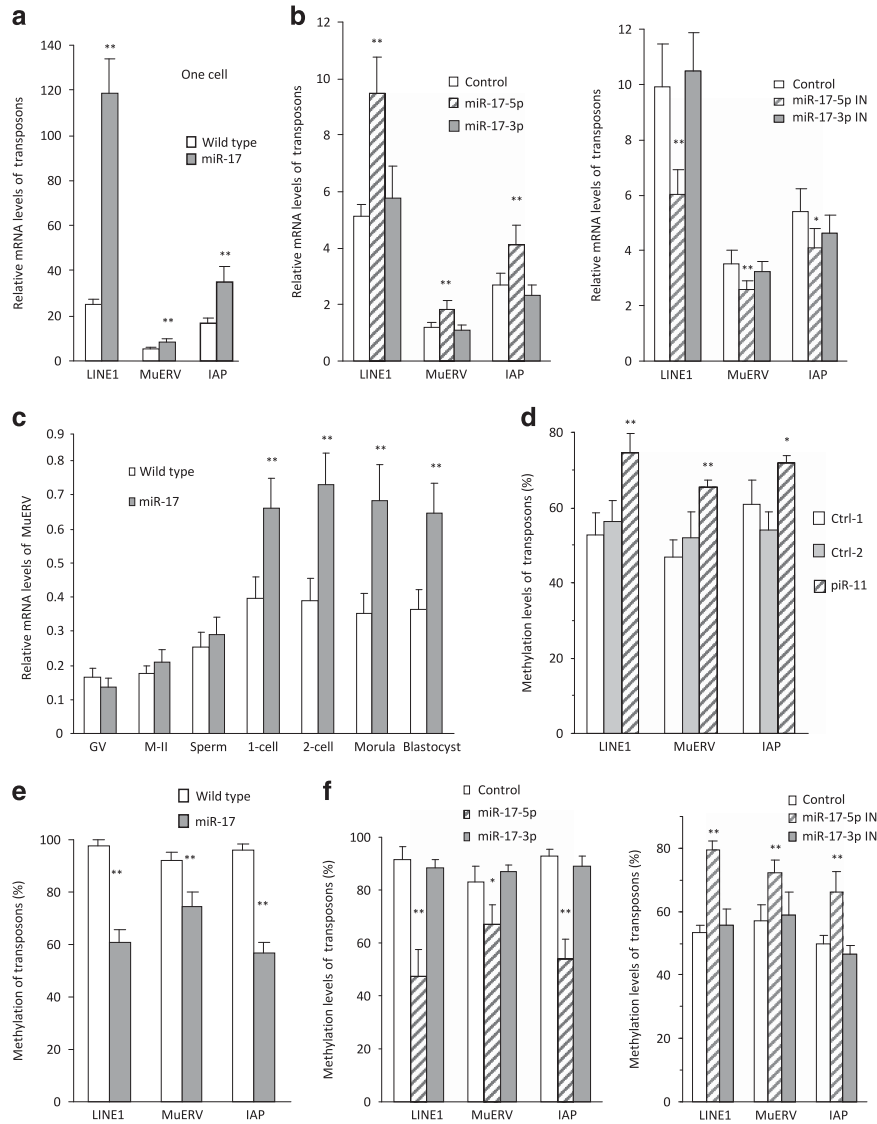 a
Relative mRNA levels of transposons
140
120
100
80
60
40
20
0
**
**
**
One cell
Wild type
miR-17
LINE1 MuERV IAP
b
Relative mRNA levels of transposons
12
10
8
6
4
2
0
**
**
**
Control
miR-17-5p
miR-17-3p
LINE1 MuERV IAP
Relative mRNA levels of transposons
12
10
8
6
4
2
0
**
**
*
Control
miR-17-5p IN
miR-17-3p IN
LINE1 MuERV IAP
c
Relative mRNA levels of MuERV
0.9
0.8
0.7
0.6
0.5
0.4
0.3
0.2
0.1
0
**
**
**
**
Wild type
miR-17
GV M-II Sperm 1-cell 2-cell Morula Blastocyst
d
Methylation levels of transposons (%)
80
60
40
20
0
**
**
*
Ctrl-1
Ctrl-2
piR-11
LINE1 MuERV IAP
e
Methylation of transposons (%)
100
80
60
40
20
0
**
**
**
Wild type
miR-17
LINE1 MuERV IAP
f
Methylation levels of transposons (%)
100
80
60
40
20
0
**
*
**
Control
miR-17-5p
miR-17-3p
LINE1 MuERV IAP
Methylation levels of transposons (%)
80
60
40
20
0
**
**
**
Control
miR-17-5p IN
miR-17-3p IN
LINE1 MuERV IAP